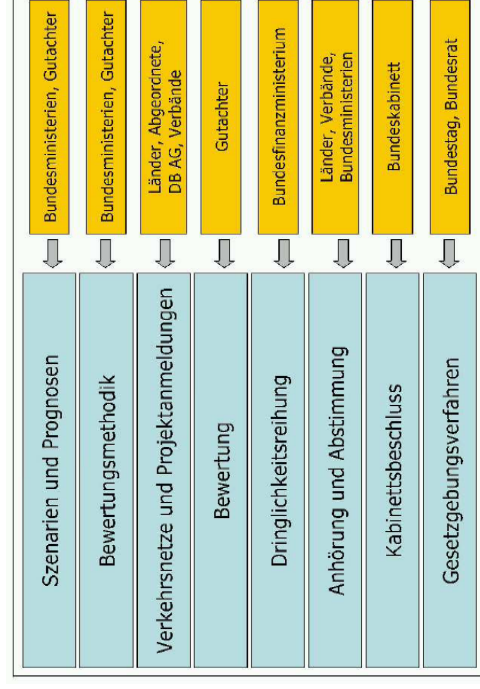 Szenarien und Prognosen
Bundesministerien, Gutachter
Bewertungsmethodik
Bundesministerien, Gutachter
Verkehrsnetze und Projektanmeldungen
Länder, Abgeordnete,
DB AG, Verbände
Bewertung
Gutachter
Dringlichkeitsreihung
Bundesfinanzministerium
Anhörung und Abstimmung
Länder, Verbände,
Bundesministerien
Kabinettsbeschluss
Bundeskabinett
Gesetzgebungsverfahren
Bundestag, Bundesrat